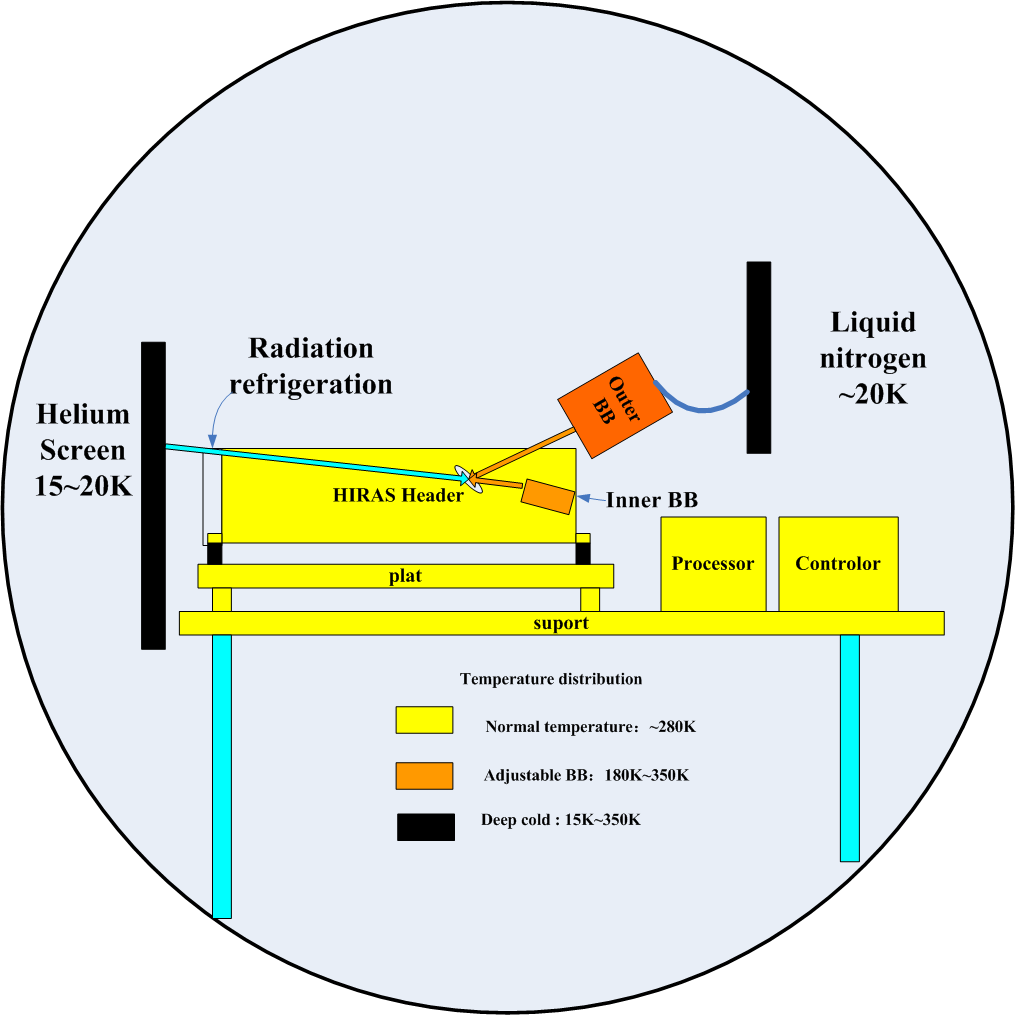 Radiation
refrigeration
Helium
Screen
15~20K
Outer
BB
Liquid
nitrogen
~20K
HIRAS Header
Inner BB
Processor
Controlor
plat
suport
Temperature distribution
Normal temperature：~280K
Adjustable BB：180K~350K
Deep cold : 15K~350K